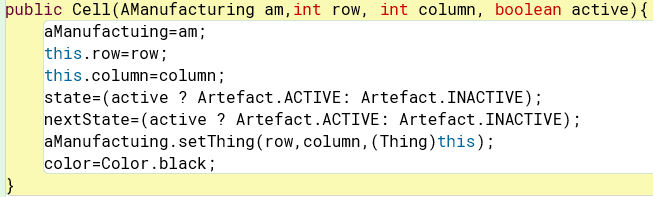 public Cell(AManufacturing am,int row, int column, boolean active){
aManufactuing=am;
this.row=row;
this.column=column;
state=(active ? Artefact.ACTIVE: Artefact.INACTIVE);
nextState=(active ? Artefact.ACTIVE: Artefact.INACTIVE);
aManufactuing.setThing(row,column,(Thing)this);
color=Color.black;
}